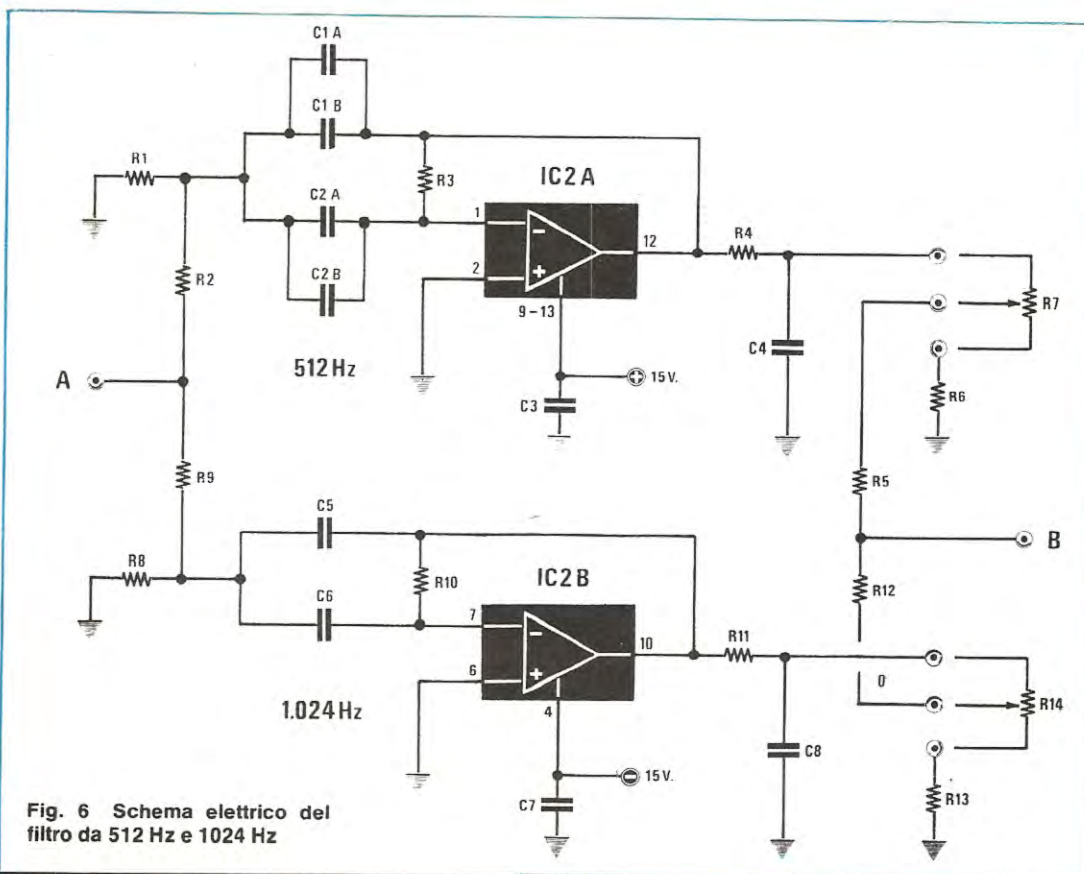 C1 A
C1 B
R1
R3
IC2 A
C2 A
1
12
R4
R2
2
C2 B
9-13
R7
512 Hz
C4
A
15 V.
C3
R6
R9
R5
B
C5
R8
R10
IC2 B
R12
C6
7
10
R11
6
0
R14
1.024 Hz
4
C8
15 V.
C7
R13
Fig. 6 Schema elettrico del
filtro da 512 Hz e 1024 Hz